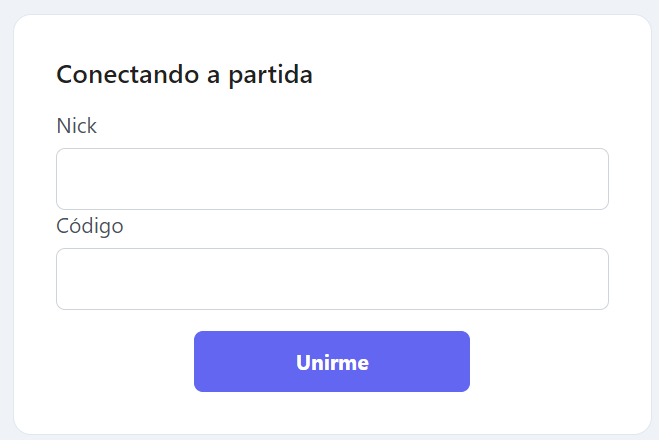 Conectando a partida
Nick
Código
Unirme